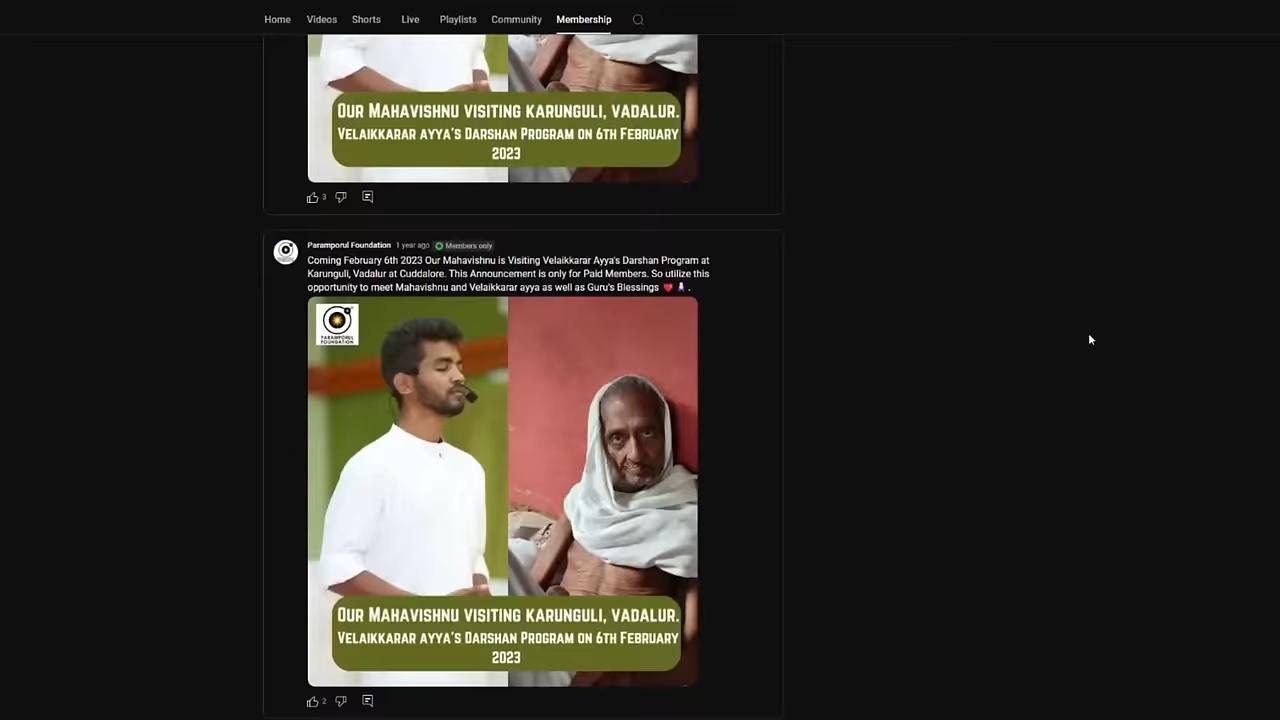 Home Videos Shorts Live Playlists Community Membership
OUR MAHAVISHNU VISITING KARUNGULI, VADALUR.
VELAIKKARAR AYYA'S DARSHAN PROGRAM ON 6TH FEBRUARY
2023
3
Paramporul Foundation 1 year ago Members only
Coming February 6th 2023 Our Mahavishnu is Visiting Velaikkarar Ayya's Darshan Program at
Karunguli, Vadalur at Cuddalore. This Announcement is only for Paid Members. So utilize this
opportunity to meet Mahavishnu and Velaikkarar ayya as well as Guru's Blessings ❤️ .
PARAMPORUL
FOUNDATION
OUR MAHAVISHNU VISITING KARUNGULI, VADALUR.
VELAIKKARAR AYYA'S DARSHAN PROGRAM ON 6TH FEBRUARY
2023
2